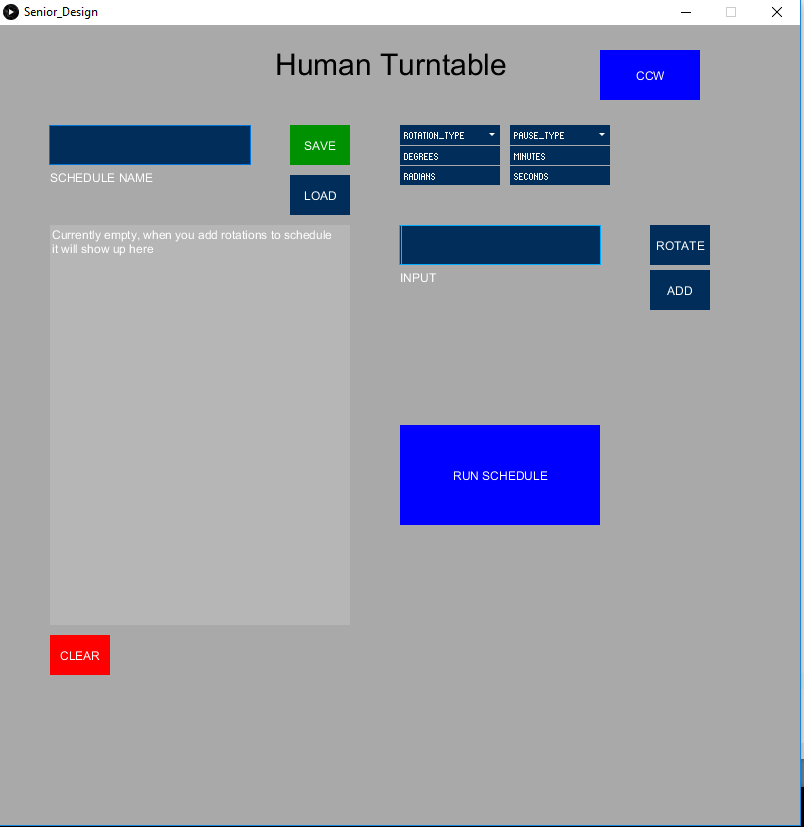 Senior_Design
Human Turntable
CCW
SAVE
SCHEDULE NAME
LOAD
ROTATION_TYPE
DEGREES
RADIANS
PAUSE_TYPE
MINUTES
SECONDS
Currently empty, when you add rotations to schedule
it will show up here
INPUT
ROTATE
ADD
RUN SCHEDULE
CLEAR